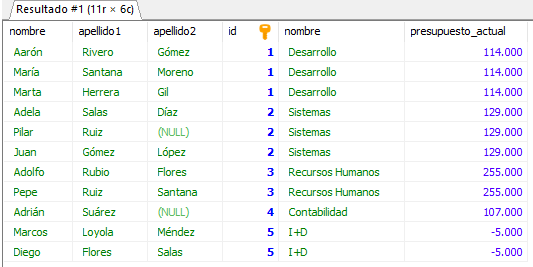 Resultado #1 (11r × 6c)
nombre apellido1 apellido2 id nombre presupuesto_actual
Aarón Rivero Gómez 1 Desarrollo 114.000
María Santana Moreno 1 Desarrollo 114.000
Marta Herrera Gil 1 Desarrollo 114.000
Adela Salas Díaz 2 Sistemas 129.000
Pilar Ruiz (NULL) 2 Sistemas 129.000
Juan Gómez López 2 Sistemas 129.000
Adolfo Rubio Flores 3 Recursos Humanos 255.000
Pepe Ruiz Santana 3 Recursos Humanos 255.000
Adrián Suárez (NULL) 4 Contabilidad 107.000
Marcos Loyola Méndez 5 I+D -5.000
Diego Flores Salas 5 I+D -5.000